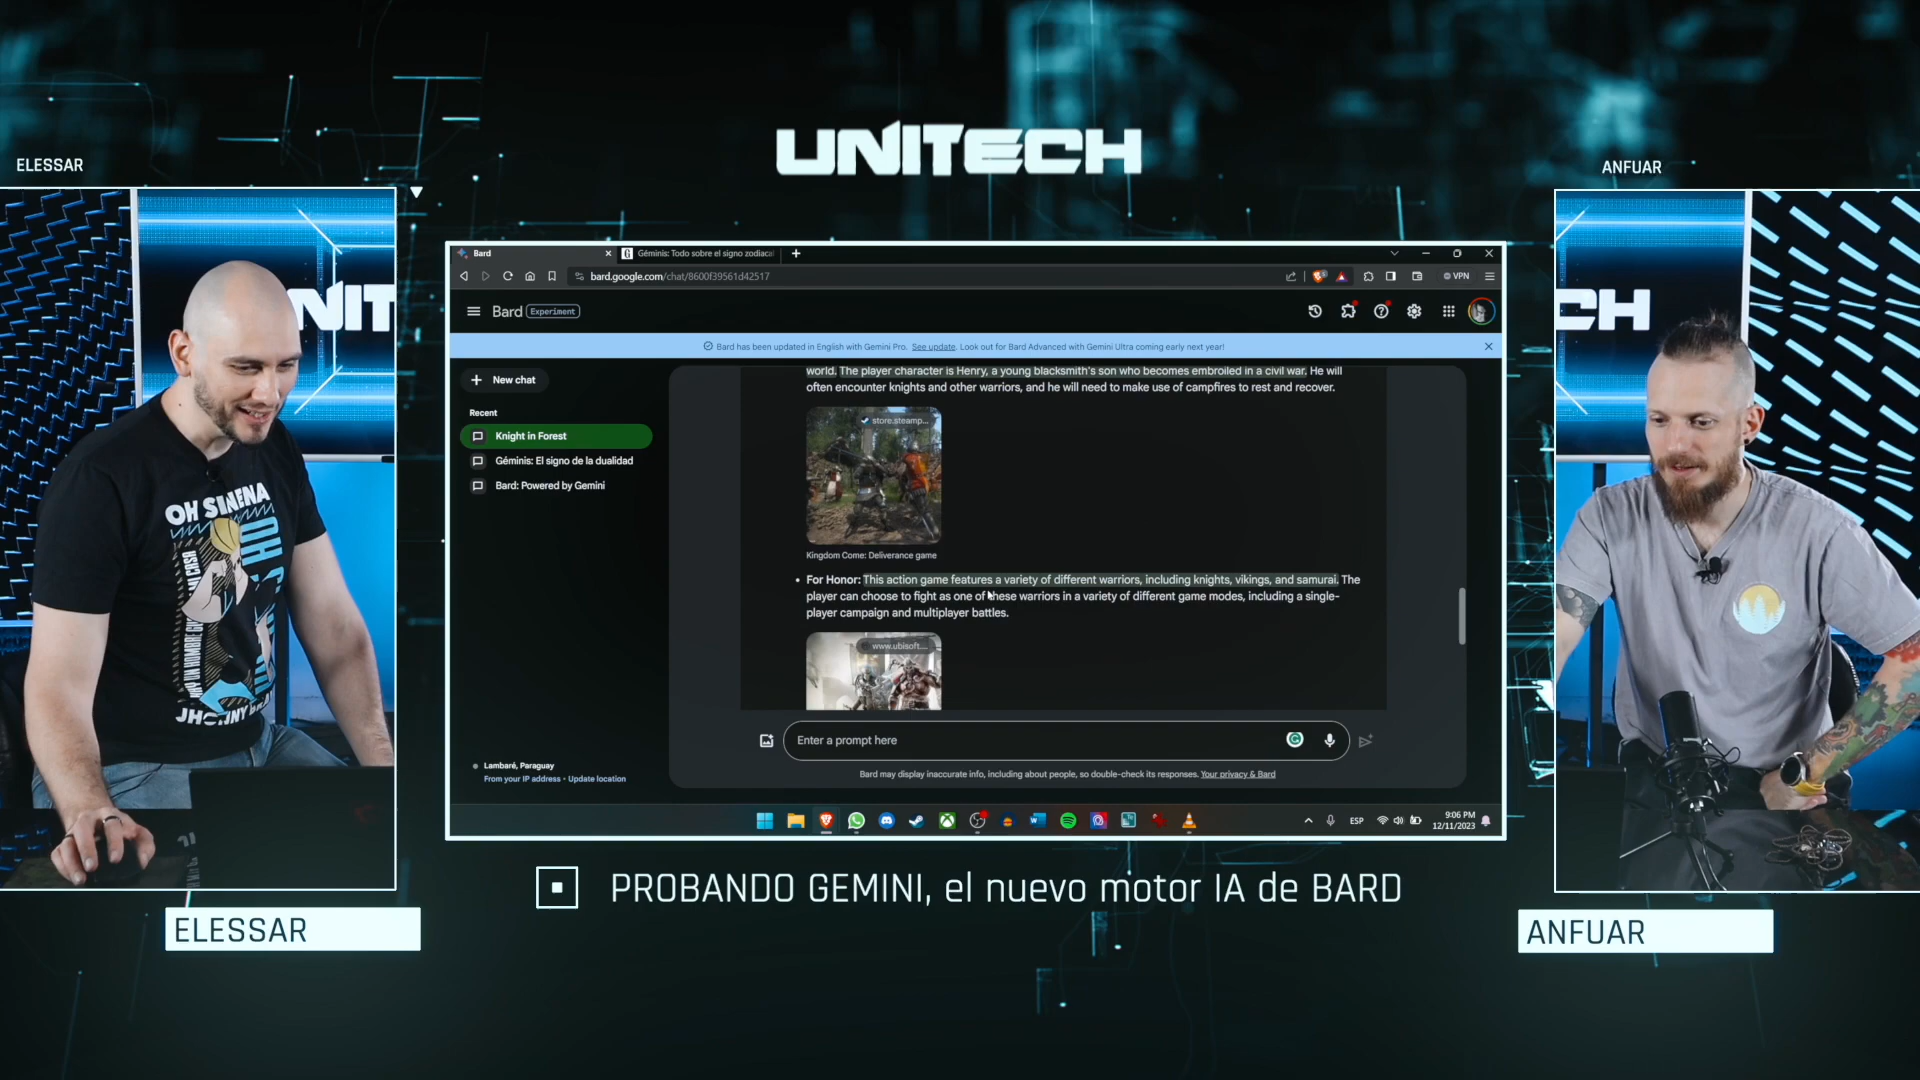 UNITECH
ELESSAR
ANFUAR
NIT
CH
Bard
Géminis: Todo sobre el signo zodiacal
bard.google.com/chat/8600f39561d42517
VPN
Bard Experiment
Bard has been updated in English with Gemini Pro. See update. Look out for Bard Advanced with Gemini Ultra coming early next year!
New chat
Recent
Knight in Forest
Géminis: El signo de la dualidad
Bard: Powered by Gemini
world. The player character is Henry, a young blacksmith's son who becomes embroiled in a civil war. He will
often encounter knights and other warriors, and he will need to make use of campfires to rest and recover.
store.steamp...
Kingdom Come: Deliverance game
• For Honor: This action game features a variety of different warriors, including knights, vikings, and samurai. The
player can choose to fight as one of these warriors in a variety of different game modes, including a single-
player campaign and multiplayer battles.
www.ubisoft....
Enter a prompt here
Bard may display inaccurate info, including about people, so double-check its responses. Your privacy & Bard
Lambaré, Paraguay
From your IP address • Update location
ESP
9:06 PM
12/11/2023
PROBANDO GEMINI, el nuevo motor IA de BARD
ELESSAR
ANFUAR